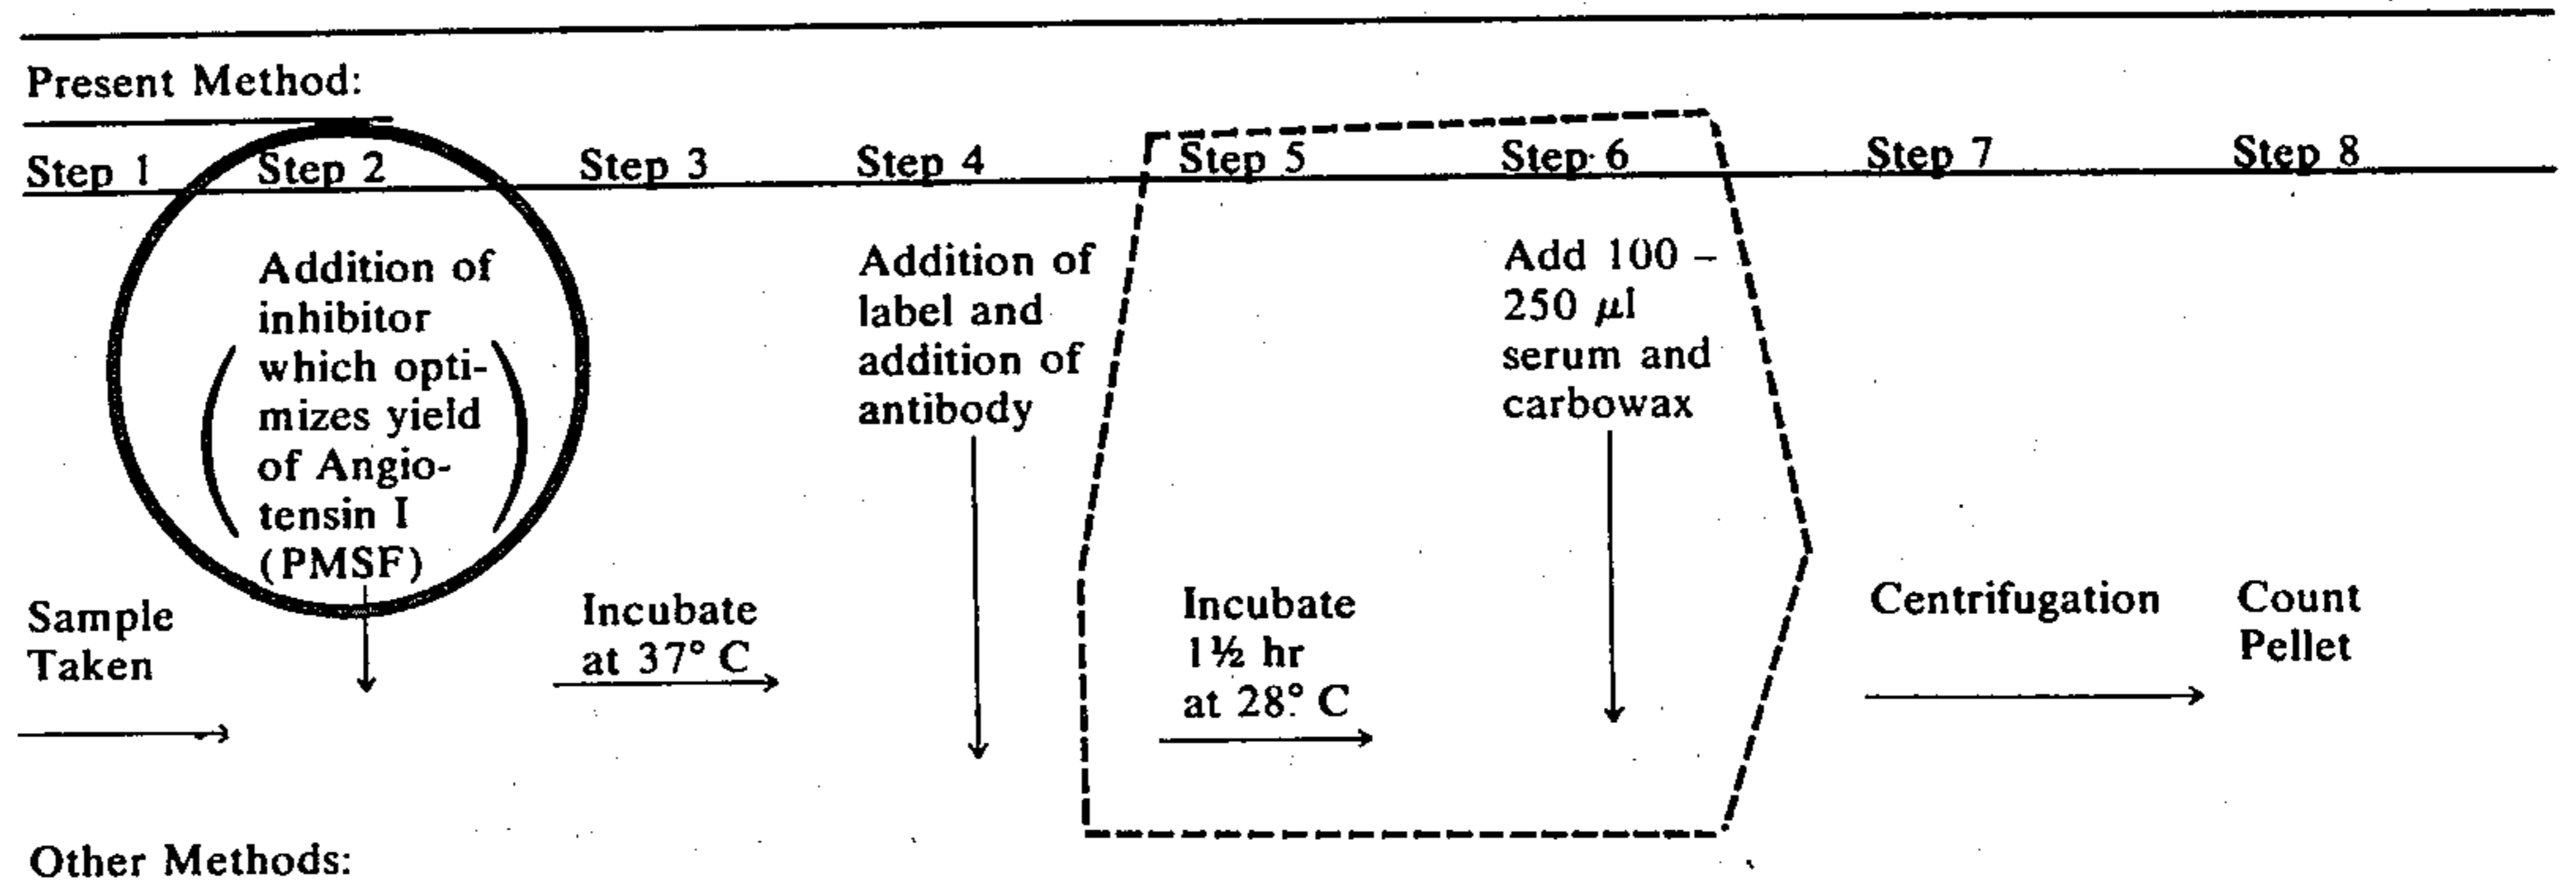 Present Method:
Step 1 Step 2 Step 3 Step 4 Step 5 Step 6 Step 7 Step 8
Addition of
inhibitor
which opti-
mizes yield
of Angio-
tensin I
(PMSF)
Addition of
label and
addition of
antibody
Add 100 –
250 μl
serum and
carbowax
Sample
Taken
Incubate
at 37° C
Incubate
1½ hr
at 28° C
Centrifugation
Count
Pellet
Other Methods: